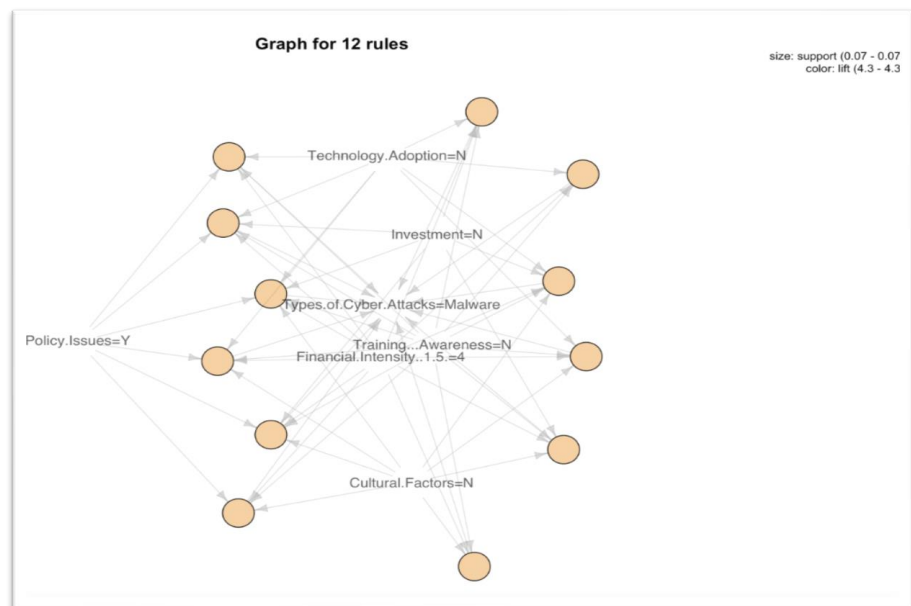 Graph for 12 rules
size: support (0.07 - 0.07
color: lift (4.3 - 4.3
Technology.Adoption=N
Investment=N
Types.of.Cyber.Attacks=Malware
Policy.Issues=Y
Training...Awareness=N
Financial.Intensity..1.5.=4
Cultural.Factors=N